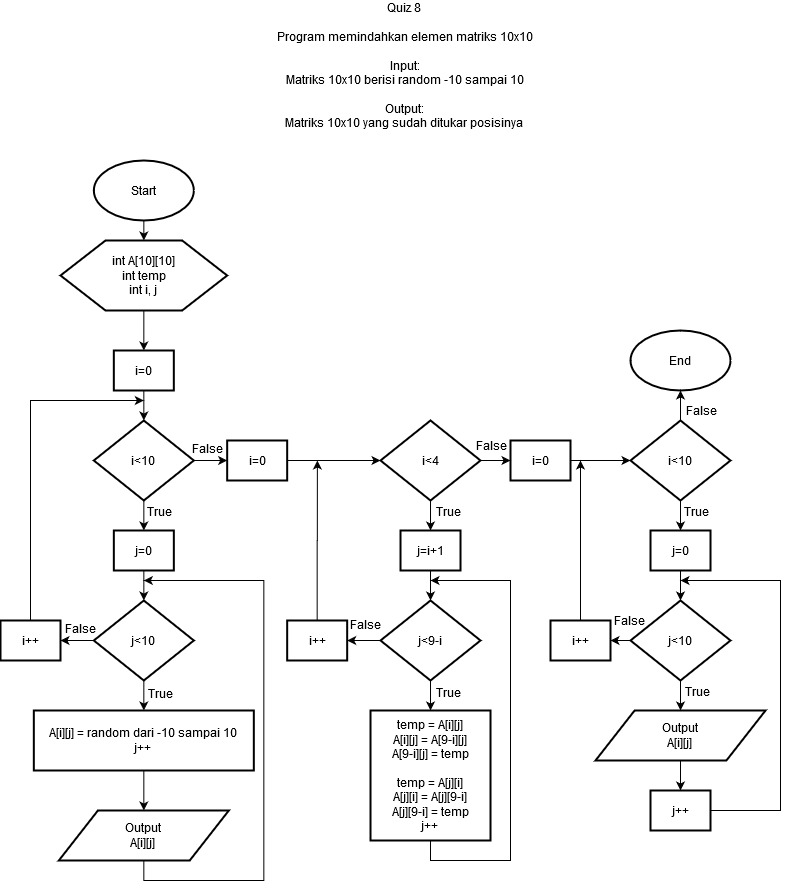 Quiz 8
Program memindahkan elemen matriks 10x10
Input:
Matriks 10x10 berisi random -10 sampai 10
Output:
Matriks 10x10 yang sudah ditukar posisinya
Start
int A[10][10]
int temp
int i, j
i=0
i<10
False
True
j=0
j<10
False
i++
True
A[i][j] = random dari -10 sampai 10
j++
Output
A[i][j]
i=0
i<4
False
True
j=i+1
j<9-i
False
i++
True
temp = A[i][j]
A[i][j] = A[9-i][j]
A[9-i][j] = temp
temp = A[j][i]
A[j][i] = A[j][9-i]
A[j][9-i] = temp
j++
i=0
i<10
False
End
True
j=0
j<10
False
i++
True
Output
A[i][j]
j++